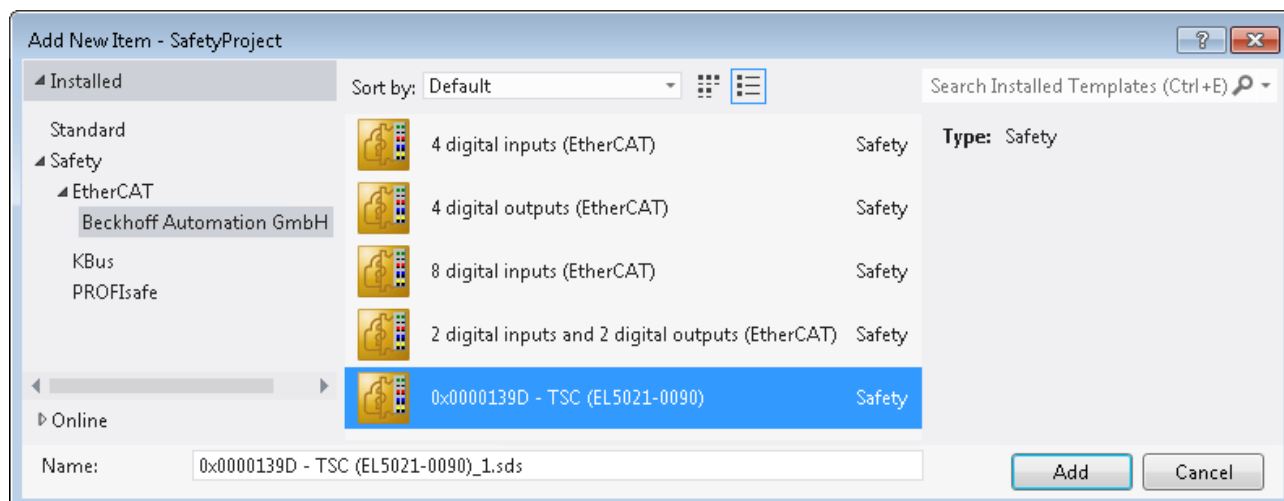 Add New Item - SafetyProject
Installed
Sort by: Default
Search Installed Templates (Ctrl+E)
Standard
Safety
EtherCAT
Beckhoff Automation GmbH
KBus
PROFIsafe
Online
4 digital inputs (EtherCAT) Safety
4 digital outputs (EtherCAT) Safety
8 digital inputs (EtherCAT) Safety
2 digital inputs and 2 digital outputs (EtherCAT) Safety
0x0000139D - TSC (EL5021-0090) Safety
Type: Safety
Name: 0x0000139D - TSC (EL5021-0090)_1.sds
Add Cancel